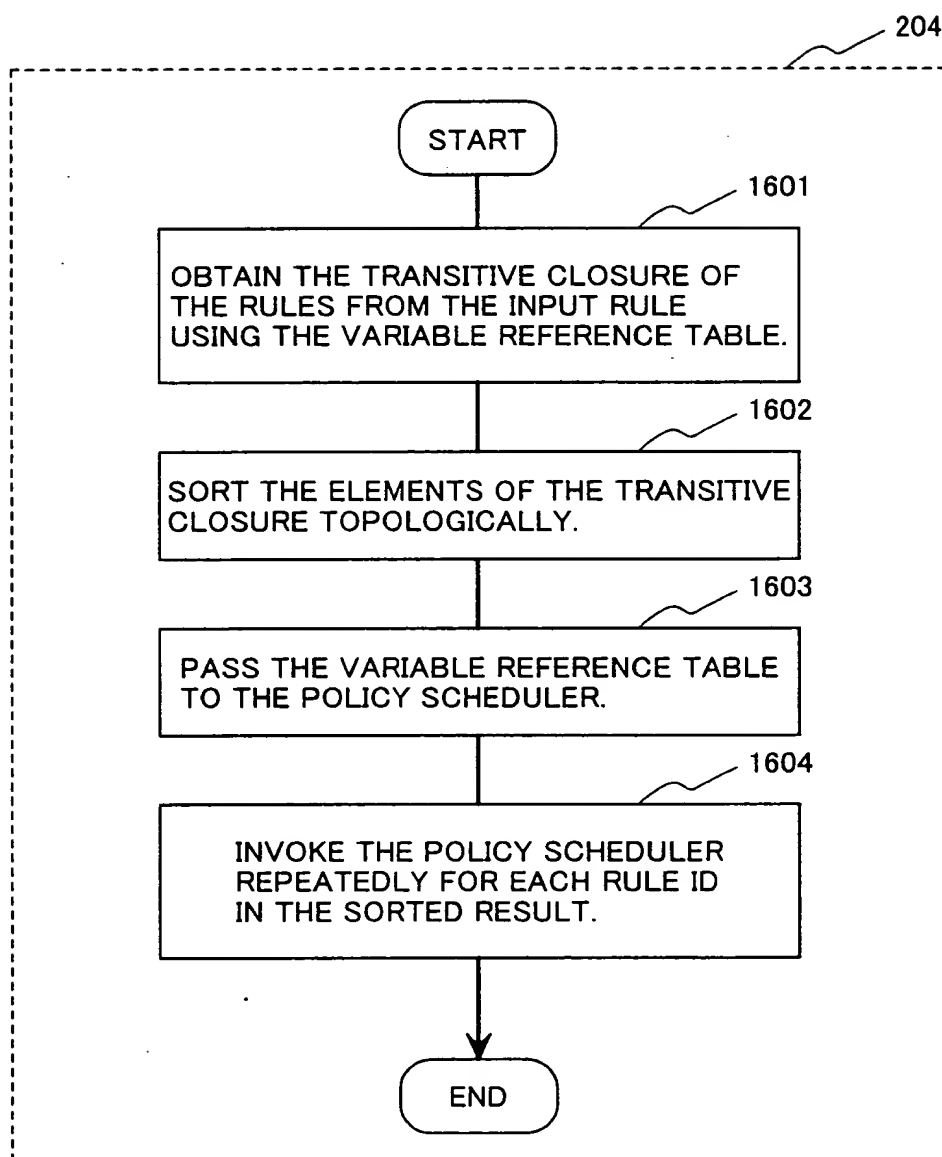 204
START
1601
OBTAIN THE TRANSITIVE CLOSURE OF
THE RULES FROM THE INPUT RULE
USING THE VARIABLE REFERENCE TABLE.
1602
SORT THE ELEMENTS OF THE TRANSITIVE
CLOSURE TOPOLOGICALLY.
1603
PASS THE VARIABLE REFERENCE TABLE
TO THE POLICY SCHEDULER.
1604
INVOKE THE POLICY SCHEDULER
REPEATEDLY FOR EACH RULE ID
IN THE SORTED RESULT.
END